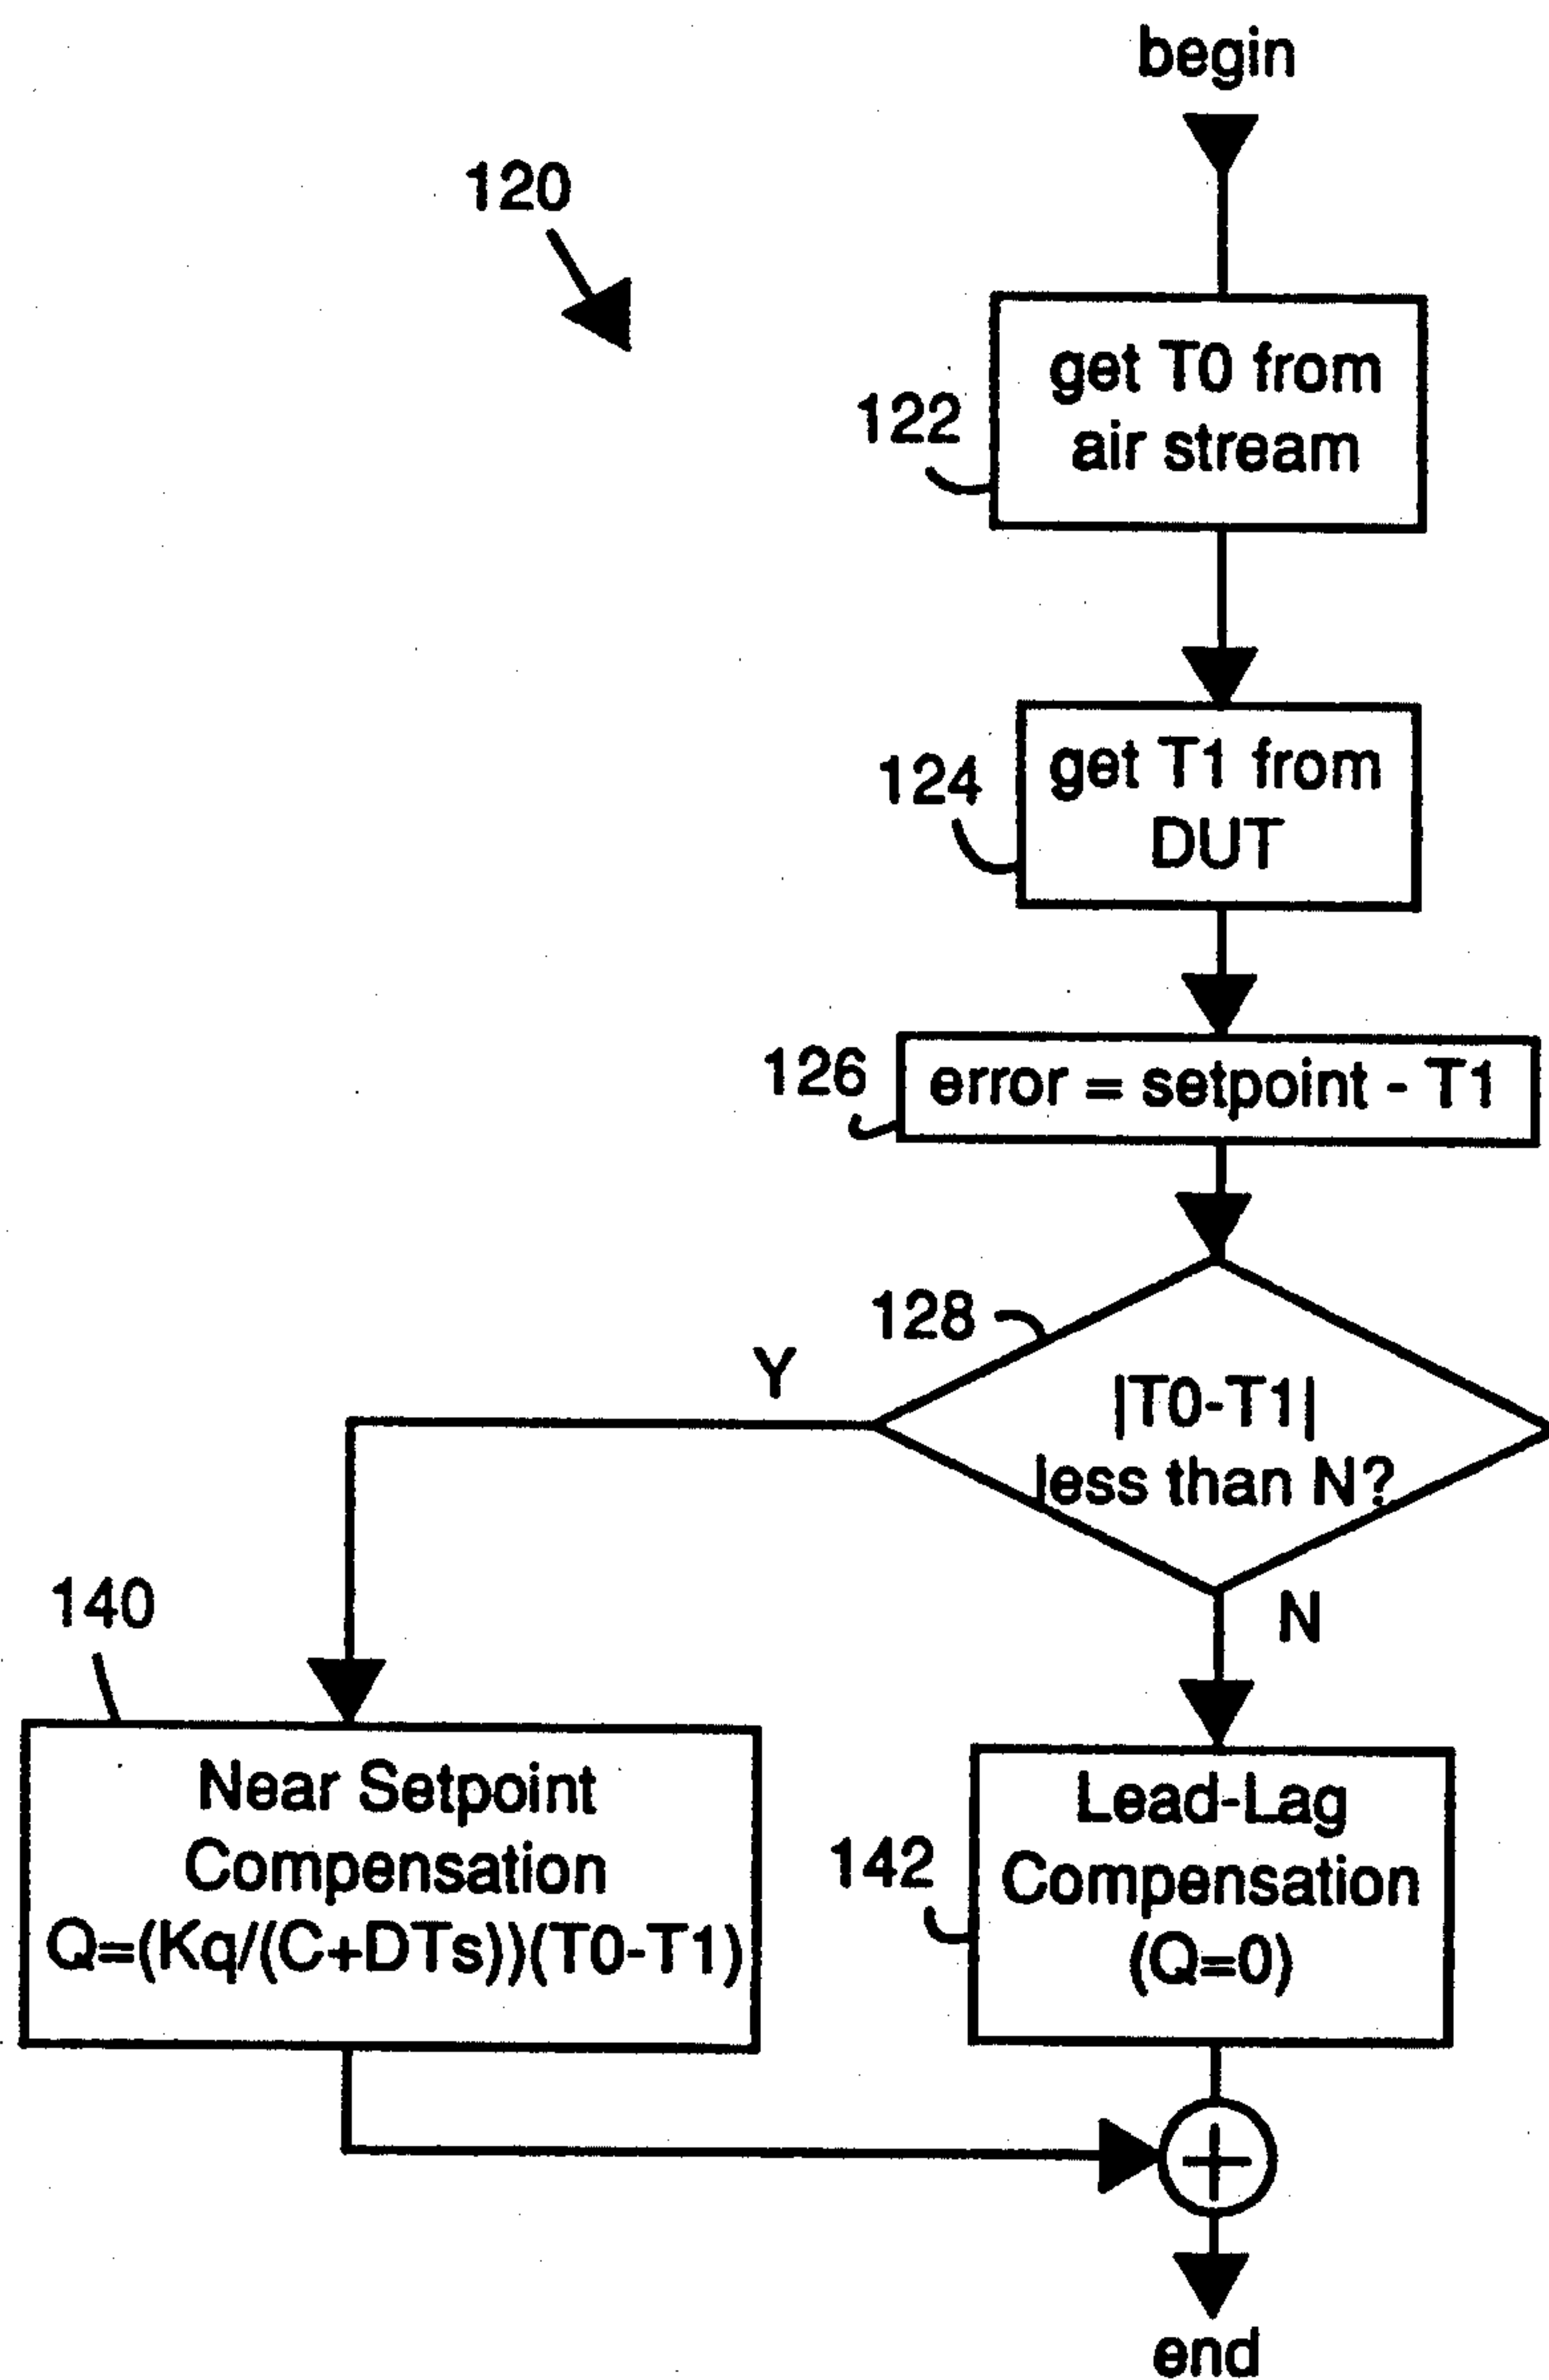 begin
120
get T0 from
air stream
122
get T1 from
DUT
124
126
error = setpoint - T1
128
|T0-T1|
less than N?
Y
N
140
Near Setpoint
Compensation
Q=(Kq/(C+DTs))(T0-T1)
142
Lead-Lag
Compensation
(Q=0)
+
end